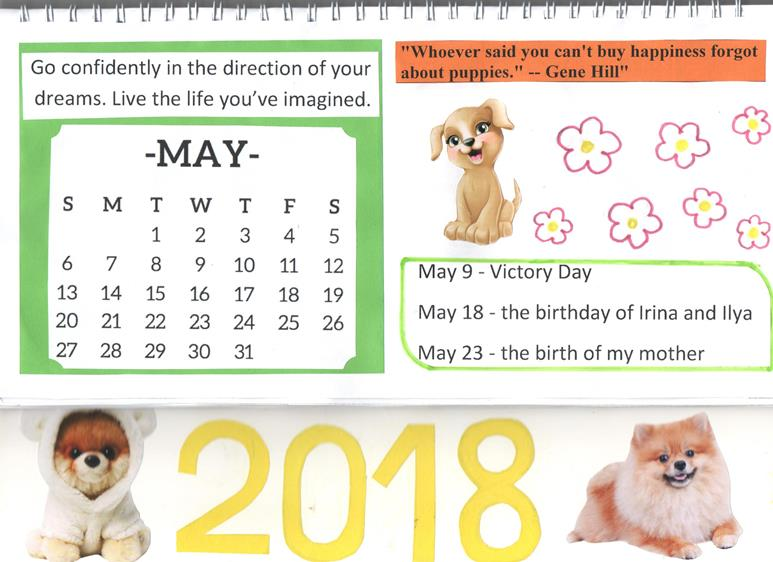 Go confidently in the direction of your
dreams. Live the life you've imagined.
-MAY-
S M T W T F S
1 2 3 4 5
6 7 8 9 10 11 12
13 14 15 16 17 18 19
20 21 22 23 24 25 26
27 28 29 30 31
"Whoever said you can't buy happiness forgot
about puppies." -- Gene Hill"
May 9 - Victory Day
May 18 - the birthday of Irina and Ilya
May 23 - the birth of my mother
2018